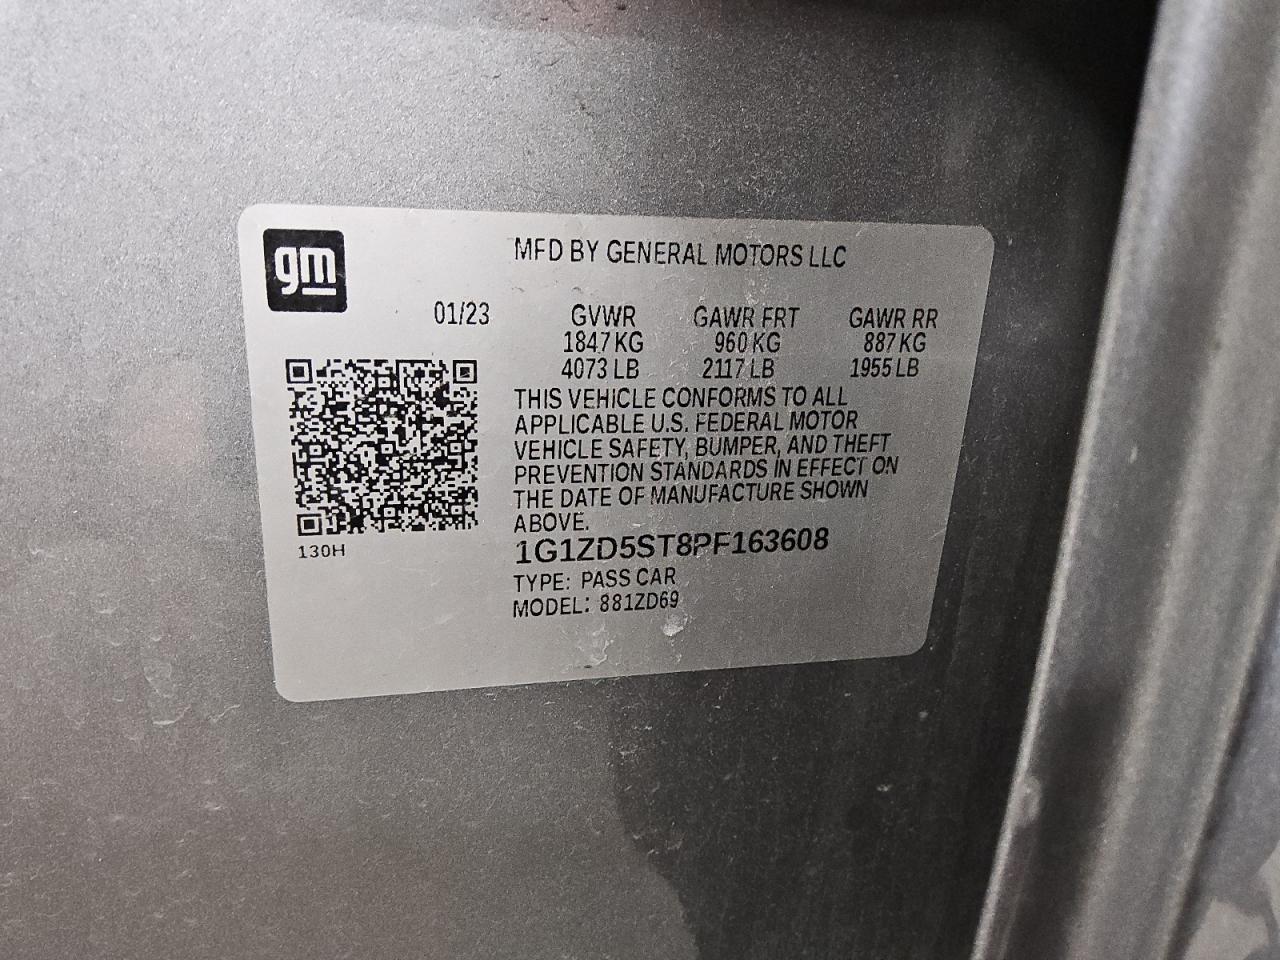 gm
MFD BY GENERAL MOTORS LLC
01/23 GVWR GAWR FRT GAWR RR
1847 KG 960 KG 887 KG
4073 LB 2117 LB 1955 LB
THIS VEHICLE CONFORMS TO ALL
APPLICABLE U.S. FEDERAL MOTOR
VEHICLE SAFETY, BUMPER, AND THEFT
PREVENTION STANDARDS IN EFFECT ON
THE DATE OF MANUFACTURE SHOWN
ABOVE.
130H
1G1ZD5ST8PF163608
TYPE: PASS CAR
MODEL: 881ZD69